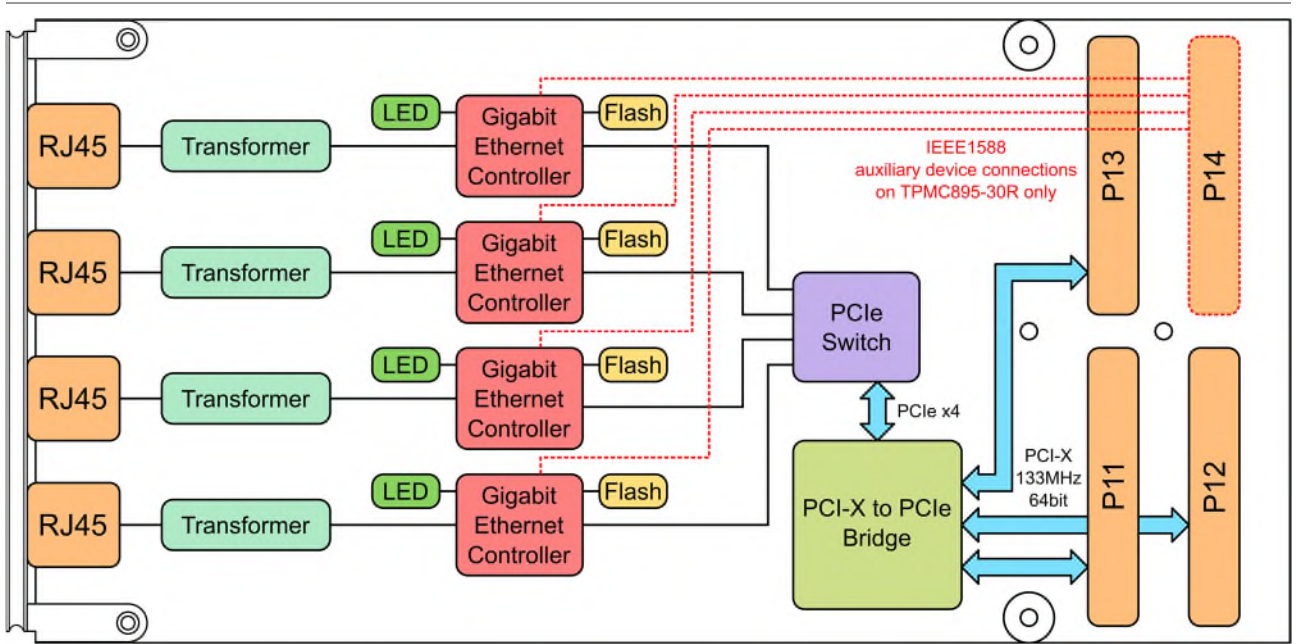 LED
Gigabit
Ethernet
Controller
Flash
RJ45
Transformer
IEEE1588
auxiliary device connections
on TPMC895-30R only
P13
P14
LED
Gigabit
Ethernet
Controller
Flash
RJ45
Transformer
PCIe
Switch
LED
Gigabit
Ethernet
Controller
Flash
RJ45
Transformer
PCIe x4
LED
Gigabit
Ethernet
Controller
Flash
RJ45
Transformer
PCI-X to PCIe
Bridge
PCI-X
133MHz
64bit
P11
P12